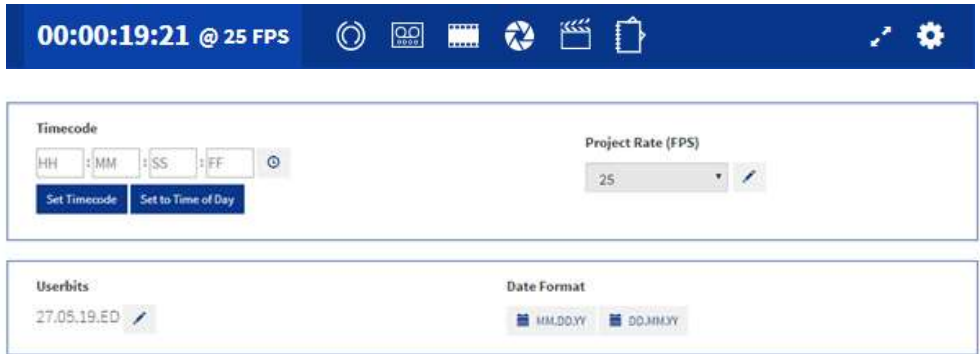 00:00:19:21 @ 25 FPS
Timecode
HH : MM : SS : FF
Set Timecode Set to Time of Day
Project Rate (FPS)
25
Userbits
27.05.19.ED
Date Format
MM.DD.YY DD.MM.YY